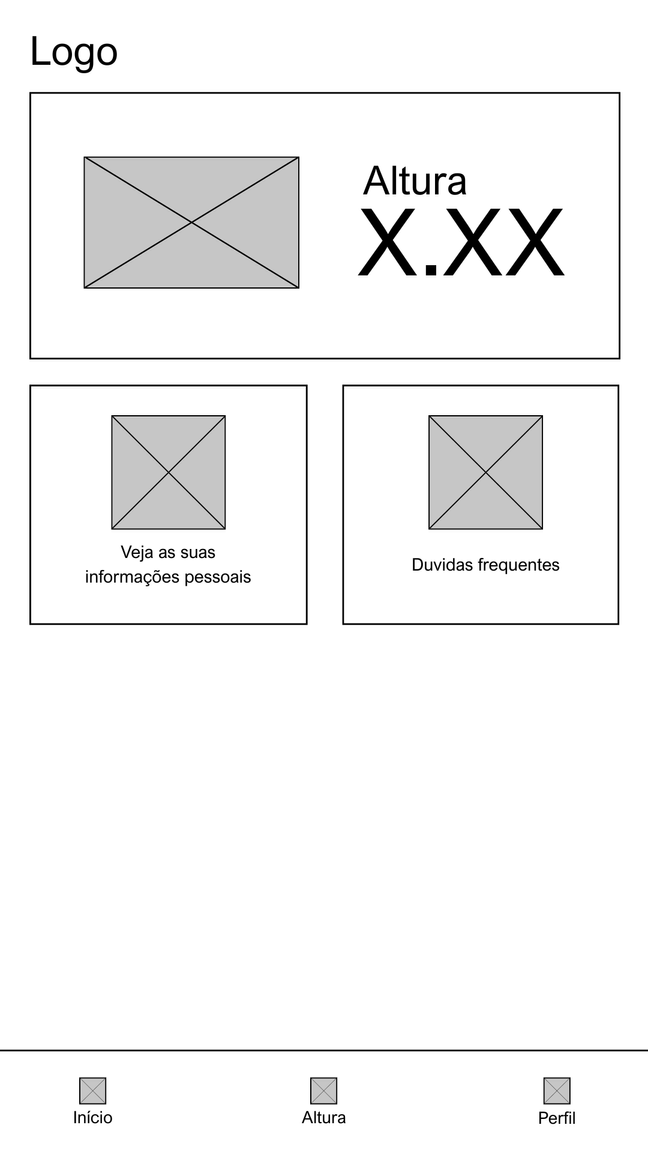 Logo
Altura
X.XX
Veja as suas
informações pessoais
Duvidas frequentes
Início
Altura
Perfil